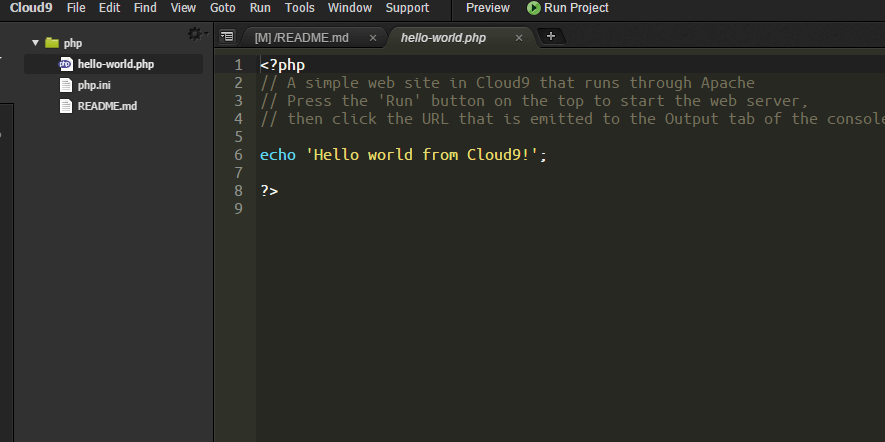 Cloud9 File Edit Find View Goto Run Tools Window Support Preview Run Project
php
hello-world.php
php.ini
README.md
[M] /README.md × hello-world.php ×
1 <?php
2 // A simple web site in Cloud9 that runs through Apache
3 // Press the 'Run' button on the top to start the web server,
4 // then click the URL that is emitted to the Output tab of the console
5
6 echo 'Hello world from Cloud9!';
7
8 ?>
9